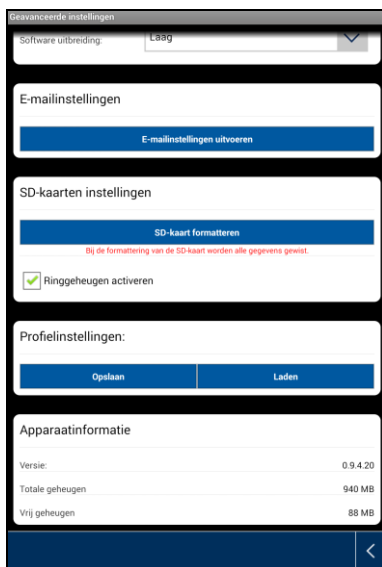 Geavanceerde instellingen
Software uitbreiding: Laag
E-mailinstellingen
E-mailinstellingen uitvoeren
SD-kaarten instellingen
SD-kaart formatteren
Bij de formattering van de SD-kaart worden alle gegevens gewist.
Ringgeheugen activeren
Profielinstellingen:
Opslaan Laden
Apparaatinformatie
Versie: 0.9.4.20
Totale geheugen 940 MB
Vrij geheugen 88 MB